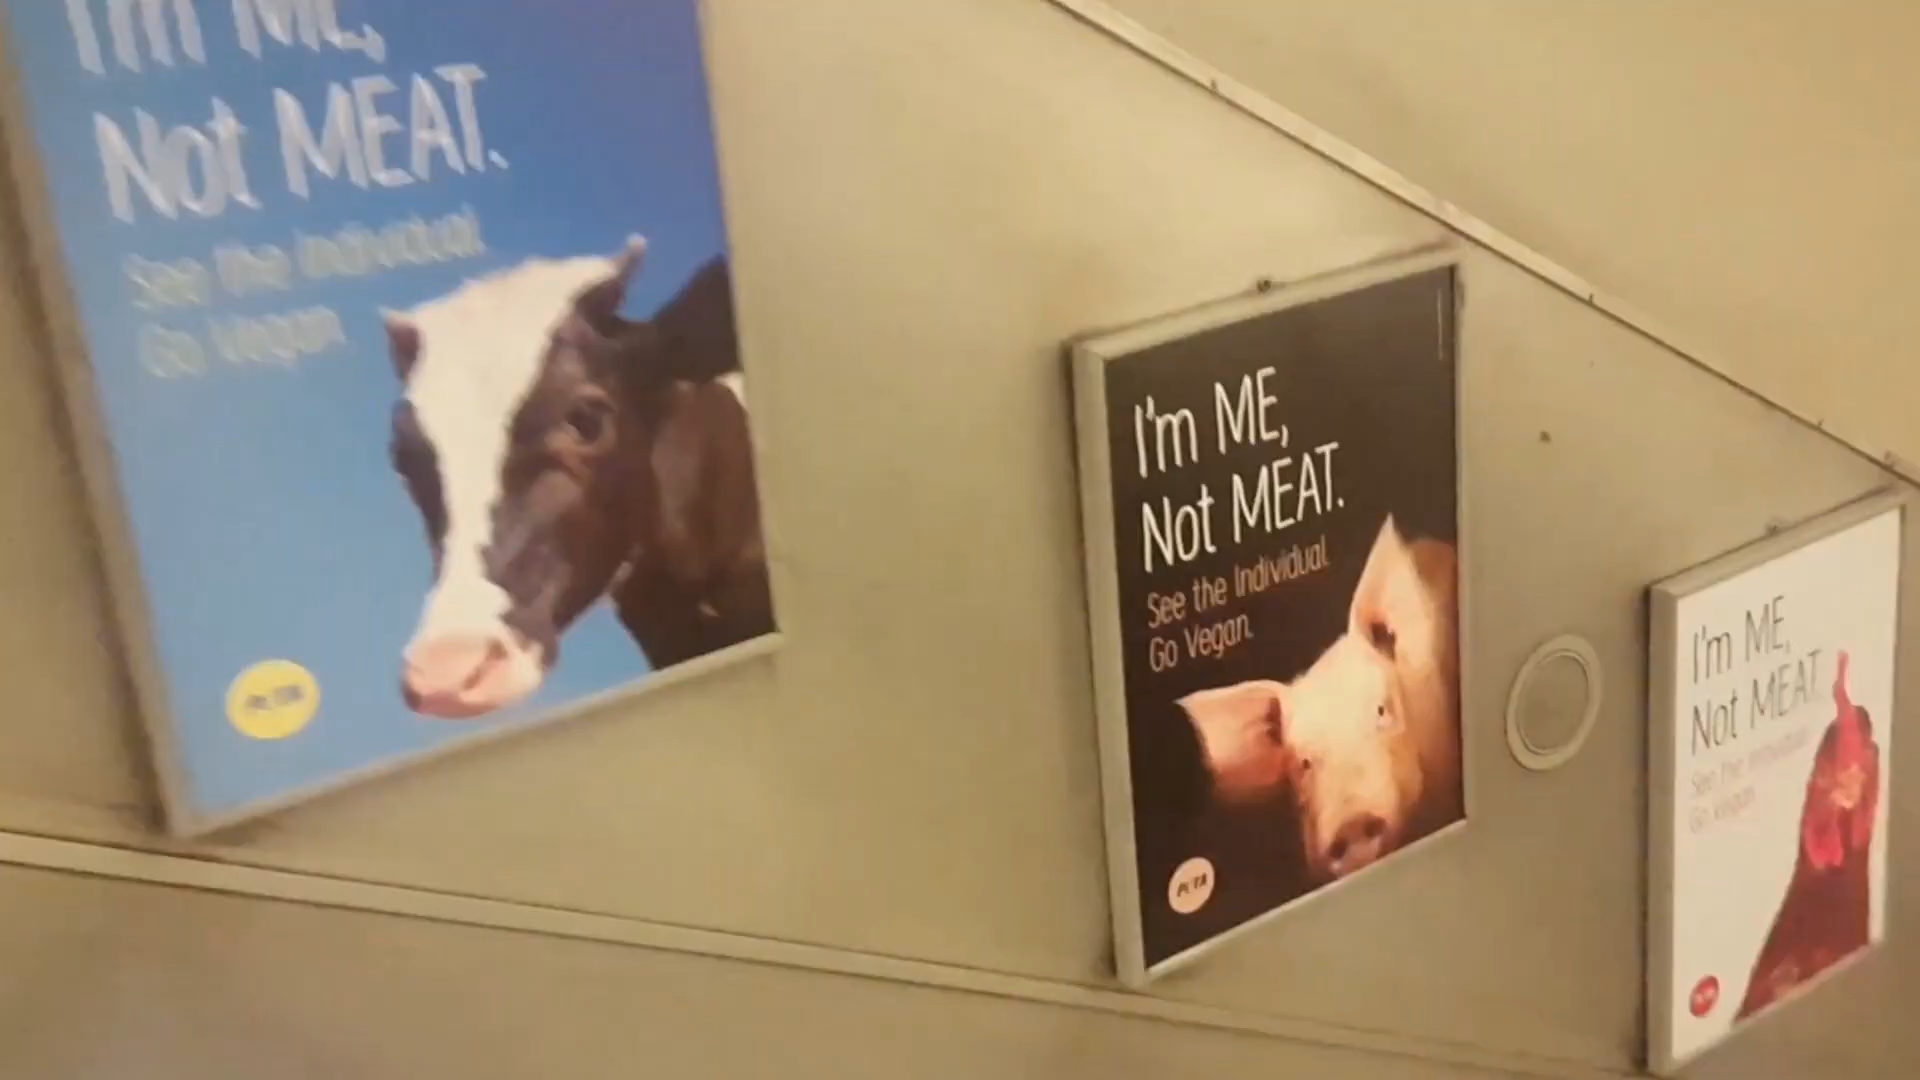 I'm ME,
Not MEAT.
See the Individual.
Go Vegan.
PETA
I'm ME,
Not MEAT.
See the Individual.
Go Vegan.
PETA
I'm ME,
Not MEAT.
See the Individual.
Go Vegan.
PETA